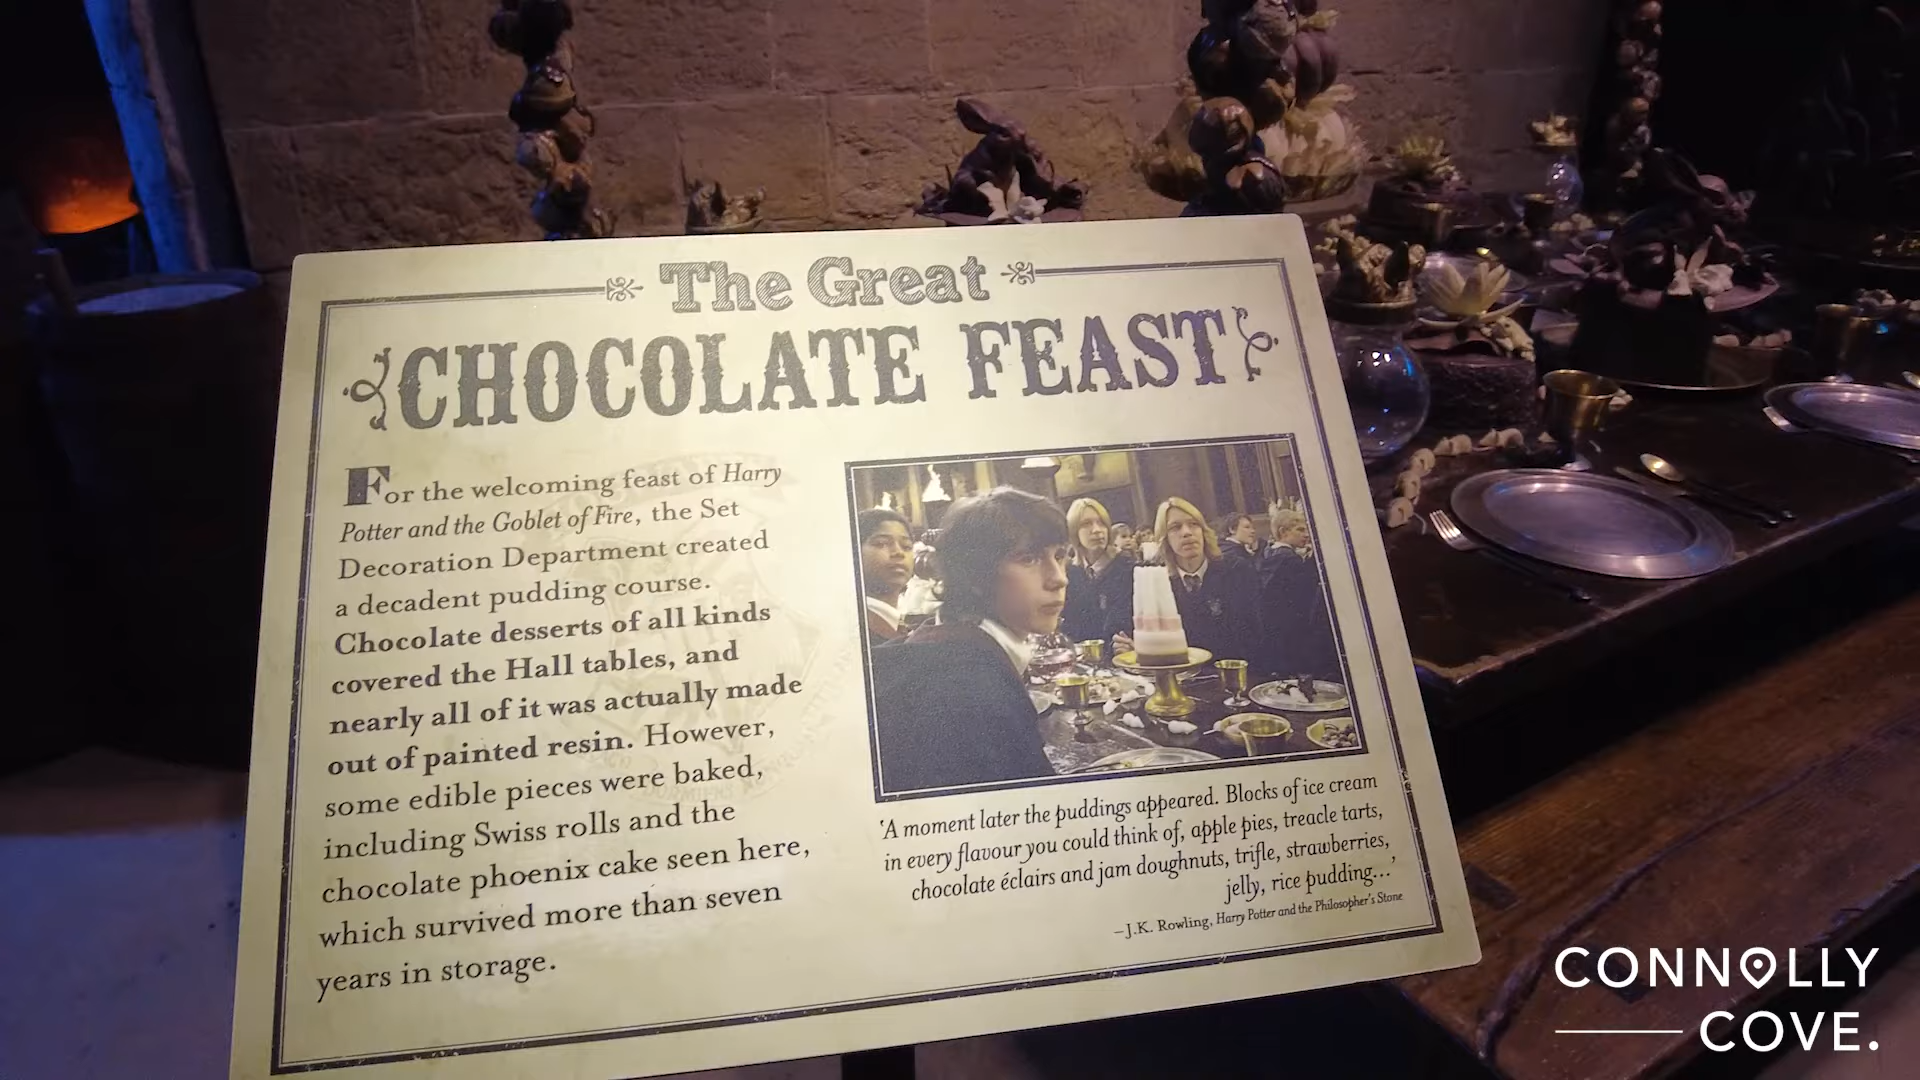 The Great
CHOCOLATE FEAST
For the welcoming feast of Harry
Potter and the Goblet of Fire, the Set
Decoration Department created
a decadent pudding course.
Chocolate desserts of all kinds
covered the Hall tables, and
nearly all of it was actually made
out of painted resin. However,
some edible pieces were baked,
including Swiss rolls and the
chocolate phoenix cake seen here,
which survived more than seven
years in storage.
‘A moment later the puddings appeared. Blocks of ice cream
in every flavour you could think of, apple pies, treacle tarts,
chocolate éclairs and jam doughnuts, trifle, strawberries,
jelly, rice pudding...’
–J.K. Rowling, Harry Potter and the Philosopher's Stone
CONNOLLY
COVE.